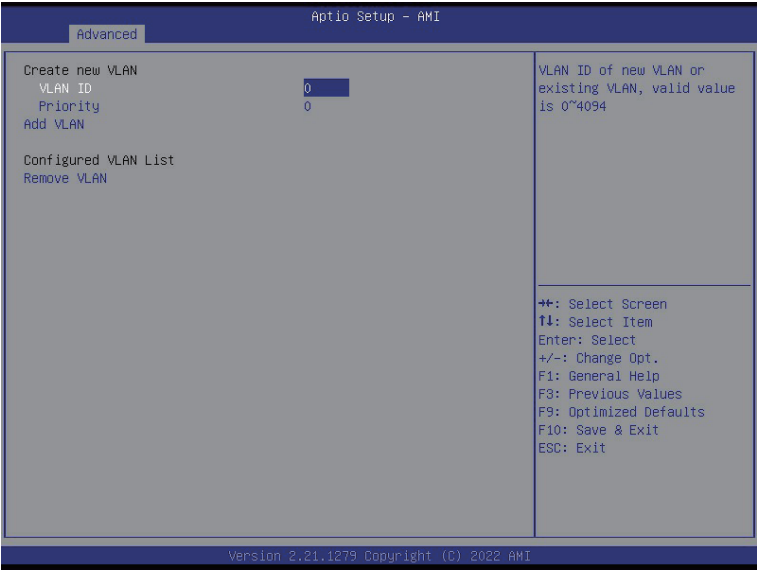 Aptio Setup – AMI
Advanced
Create new VLAN
VLAN ID 0
Priority 0
Add VLAN
Configured VLAN List
Remove VLAN
VLAN ID of new VLAN or
existing VLAN, valid value
is 0~4094
→←: Select Screen
↑↓: Select Item
Enter: Select
+/-: Change Opt.
F1: General Help
F3: Previous Values
F9: Optimized Defaults
F10: Save & Exit
ESC: Exit
Version 2.21.1279 Copyright (C) 2022 AMI